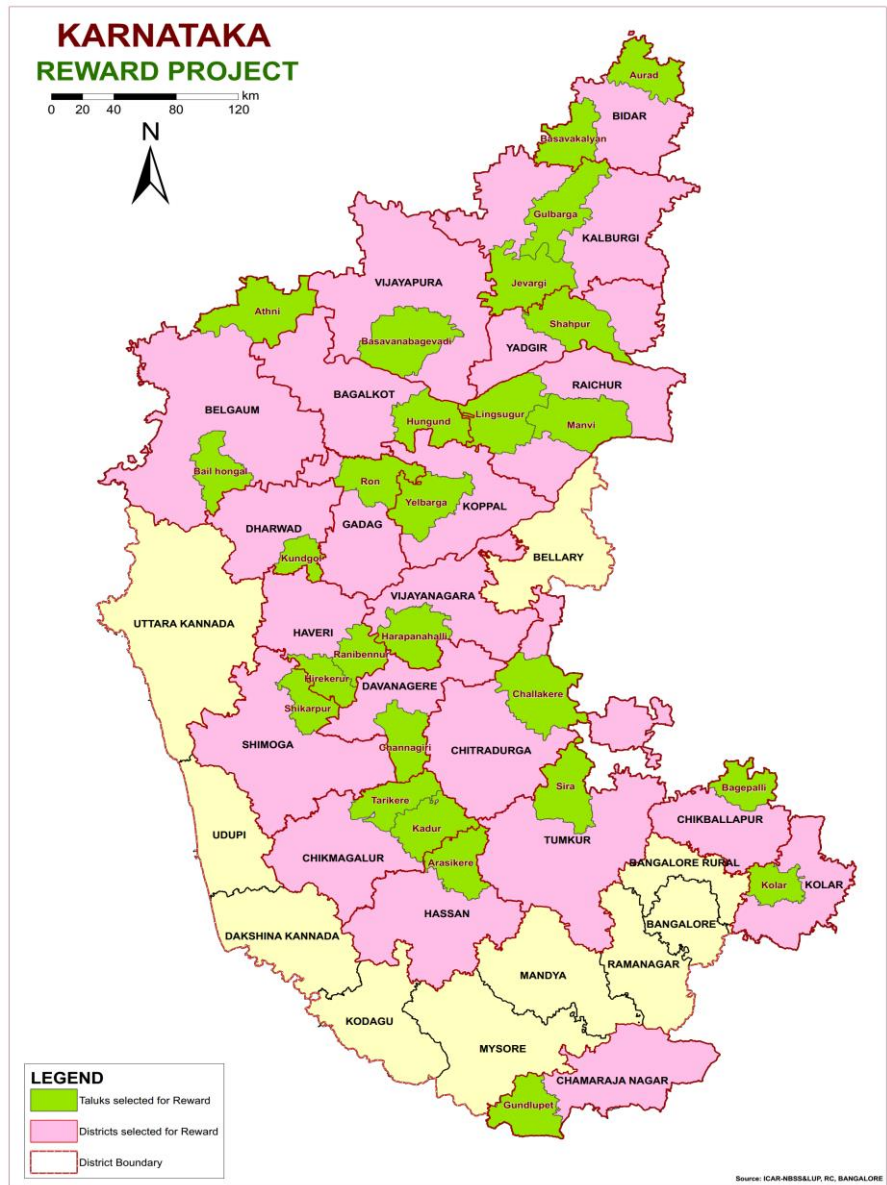 KARNATAKA
REWARD PROJECT
km
0 20 40 80 120
N
Aurad
BIDAR
Basavakalyan
Gulbarga
KALBURGI
VIJAYAPURA
Jevargi
Athni
Shahpur
Basavanabagevadi
YADGIR
RAICHUR
BAGALKOT
BELGAUM
Hungund
Lingsugur
Manvi
Bail hongal
Ron
Yelbarga
KOPPAL
DHARWAD
GADAG
Kundgol
BELLARY
VIJAYANAGARA
UTTARA KANNADA
HAVERI
Harapanahalli
Ranibennur
Hirekerur
DAVANAGERE
Challakere
Shikarpur
SHIMOGA
Channagiri
CHITRADURGA
Sira
Bagepalli
Tarikere
UDUPI
Kadur
CHIKBALLAPUR
TUMKUR
CHIKMAGALUR
Arasikere
BANGALORE RURAL
Kolar
KOLAR
HASSAN
BANGALORE
DAKSHINA KANNADA
RAMANAGAR
MANDYA
KODAGU
MYSORE
CHAMARAJA NAGAR
Gundlupet
LEGEND
Taluks selected for Reward
Districts selected for Reward
District Boundary
Source: ICAR-NBSS&LUP, RC, BANGALORE